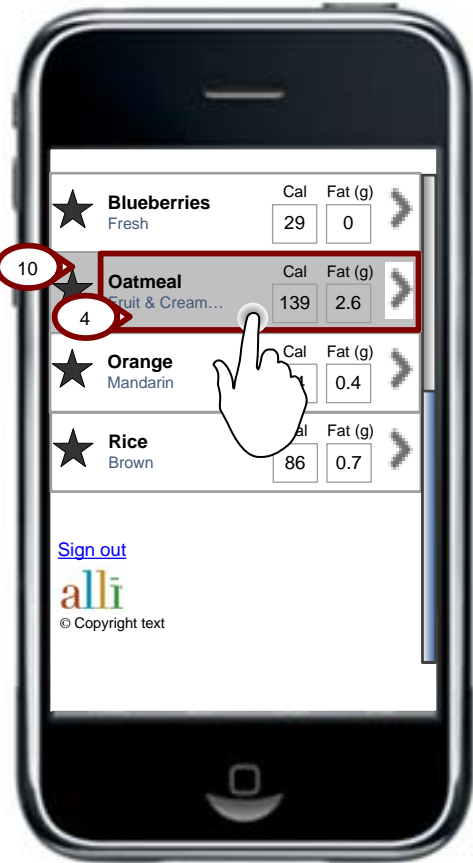 Blueberries
Fresh
Cal Fat (g)
29 0
10
Oatmeal
Fruit & Cream…
Cal Fat (g)
139 2.6
4
Orange
Mandarin
Cal Fat (g)
0.4
Rice
Brown
Fat (g)
86 0.7
Sign out
allī
© Copyright text